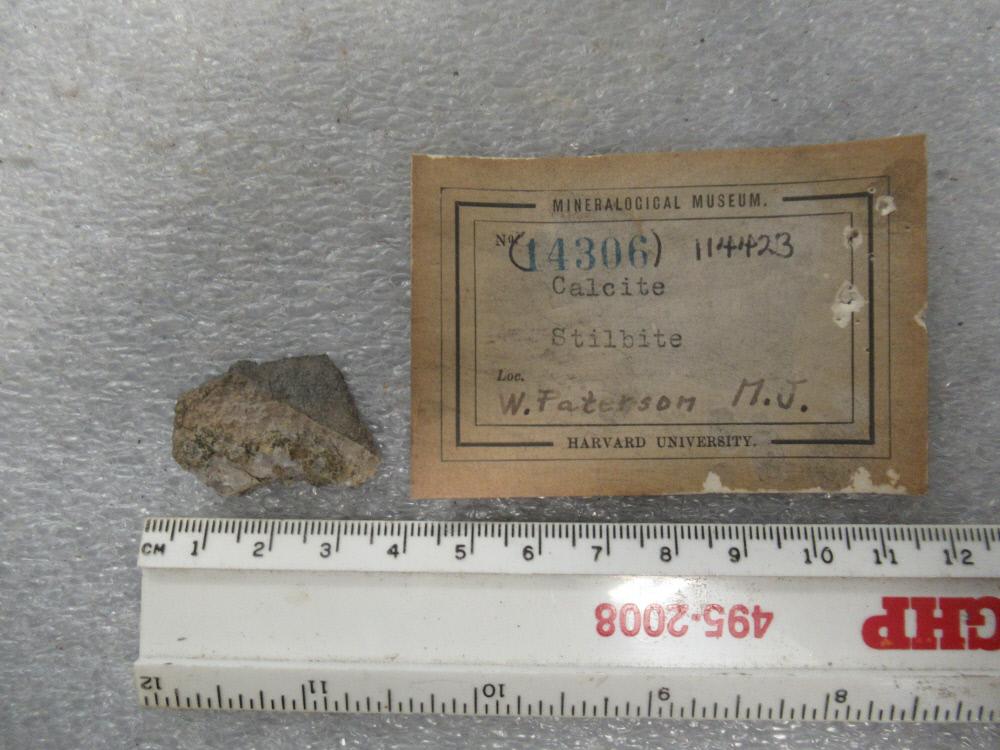 MINERALOGICAL MUSEUM.
No. (14306) 114423
Calcite
Stilbite
Loc.
W. Paterson N.J.
HARVARD UNIVERSITY.
CM 1 2 3 4 5 6 7 8 9 10 11 12
495-2008
GHP
12 11 10 9 8